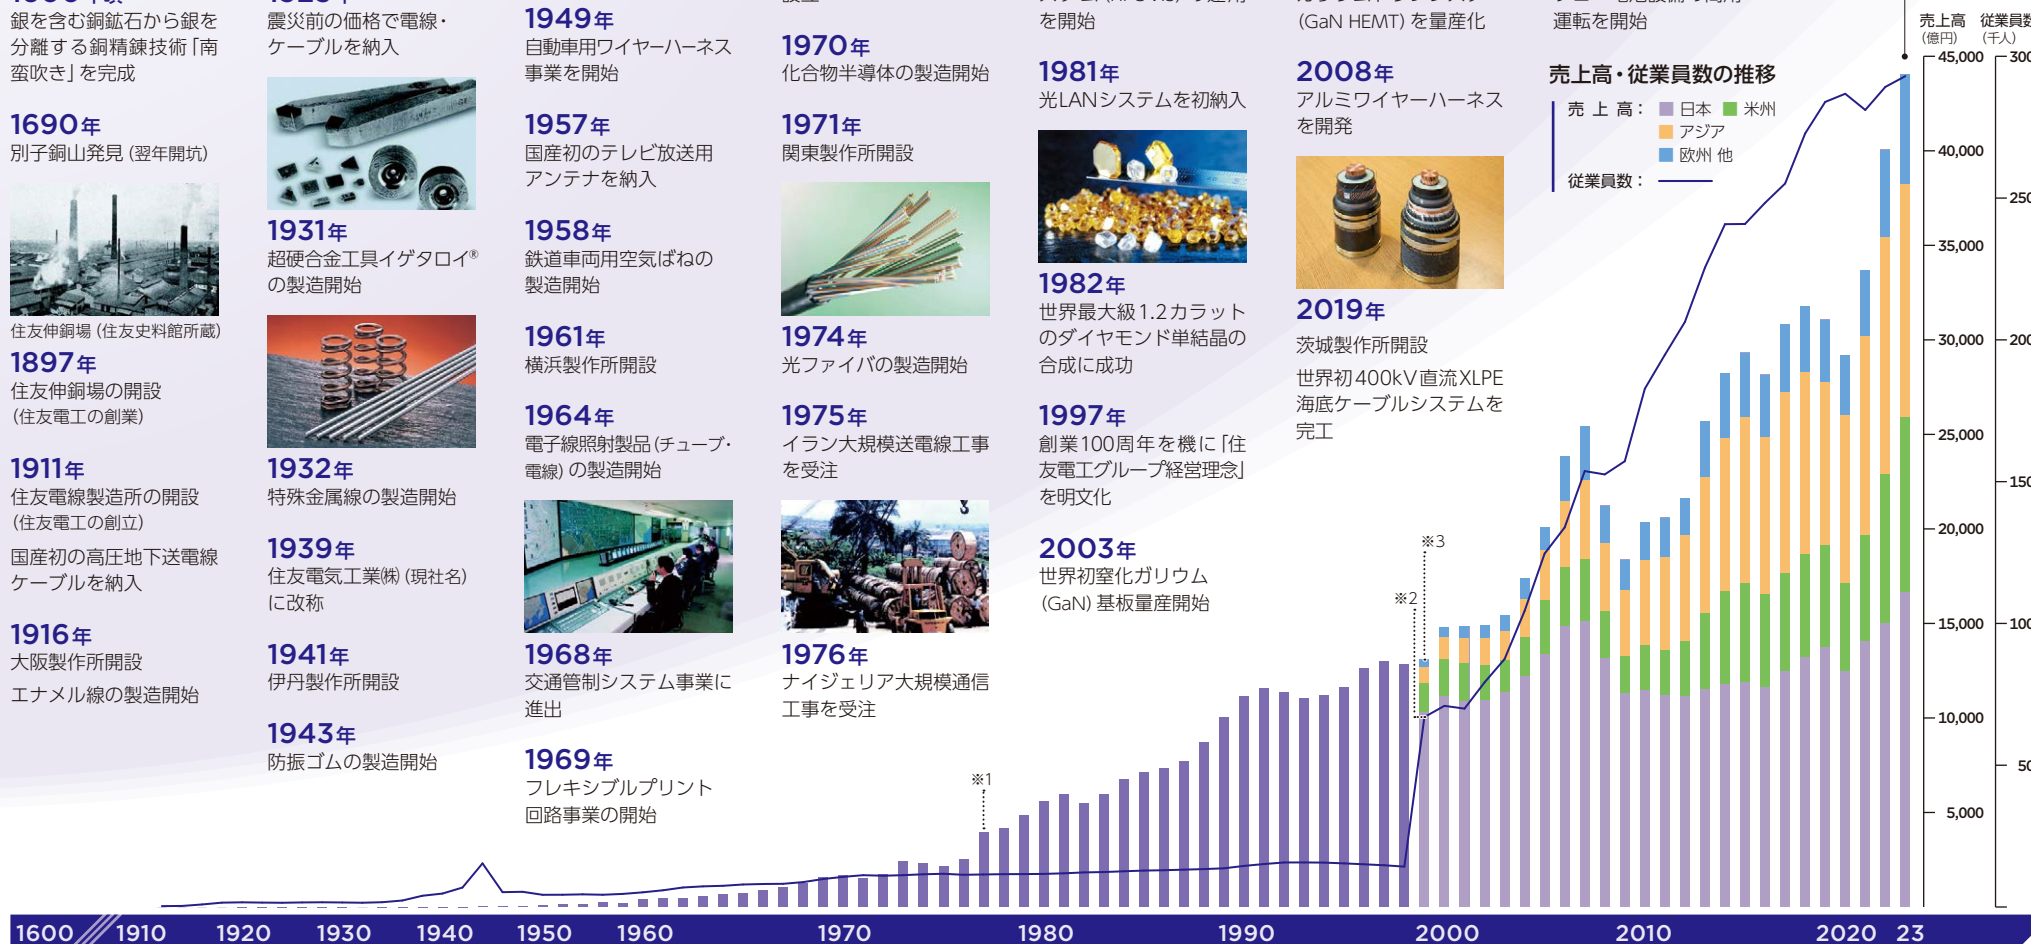 銀を含む銅鉱石から銀を
分離する銅精錬技術「南
蛮吹き」を完成
1690年
別子銅山発見（翌年開坑）
住友伸銅場（住友史料館所蔵）
1897年
住友伸銅場の開設
（住友電工の創業）
1911年
住友電線製造所の開設
（住友電工の創立）
国産初の高圧地下送電線
ケーブルを納入
1916年
大阪製作所開設
エナメル線の製造開始
震災前の価格で電線・
ケーブルを納入
1931年
超硬合金工具イゲタロイ®
の製造開始
1932年
特殊金属線の製造開始
1939年
住友電気工業㈱（現社名）
に改称
1941年
伊丹製作所開設
1943年
防振ゴムの製造開始
1949年
自動車用ワイヤーハーネス
事業を開始
1957年
国産初のテレビ放送用
アンテナを納入
1958年
鉄道車両用空気ばねの
製造開始
1961年
横浜製作所開設
1964年
電子線照射製品（チューブ・
電線）の製造開始
1968年
交通管制システム事業に
進出
1969年
フレキシブルプリント
回路事業の開始
1970年
化合物半導体の製造開始
1971年
関東製作所開設
1974年
光ファイバの製造開始
1975年
イラン大規模送電線工事
を受注
1976年
ナイジェリア大規模通信
工事を受注
を開始
1981年
光LANシステムを初納入
1982年
世界最大級1.2カラット
のダイヤモンド単結晶の
合成に成功
1997年
創業100周年を機に「住
友電工グループ経営理念」
を明文化
2003年
世界初窒化ガリウム
（GaN）基板量産開始
（GaN HEMT）を量産化
2008年
アルミワイヤーハーネス
を開発
2019年
茨城製作所開設
世界初400kV直流XLPE
海底ケーブルシステムを
完工
運転を開始
売上高・従業員数の推移
売上高： 日本 米州
アジア
欧州 他
従業員数：
売上高 従業員数
（億円） （千人）
45,000 300
40,000
250
35,000
30,000 200
25,000
150
20,000
15,000 100
10,000
50
5,000
※1
※2
※3
1600 1910 1920 1930 1940 1950 1960 1970 1980 1990 2000 2010 2020 23